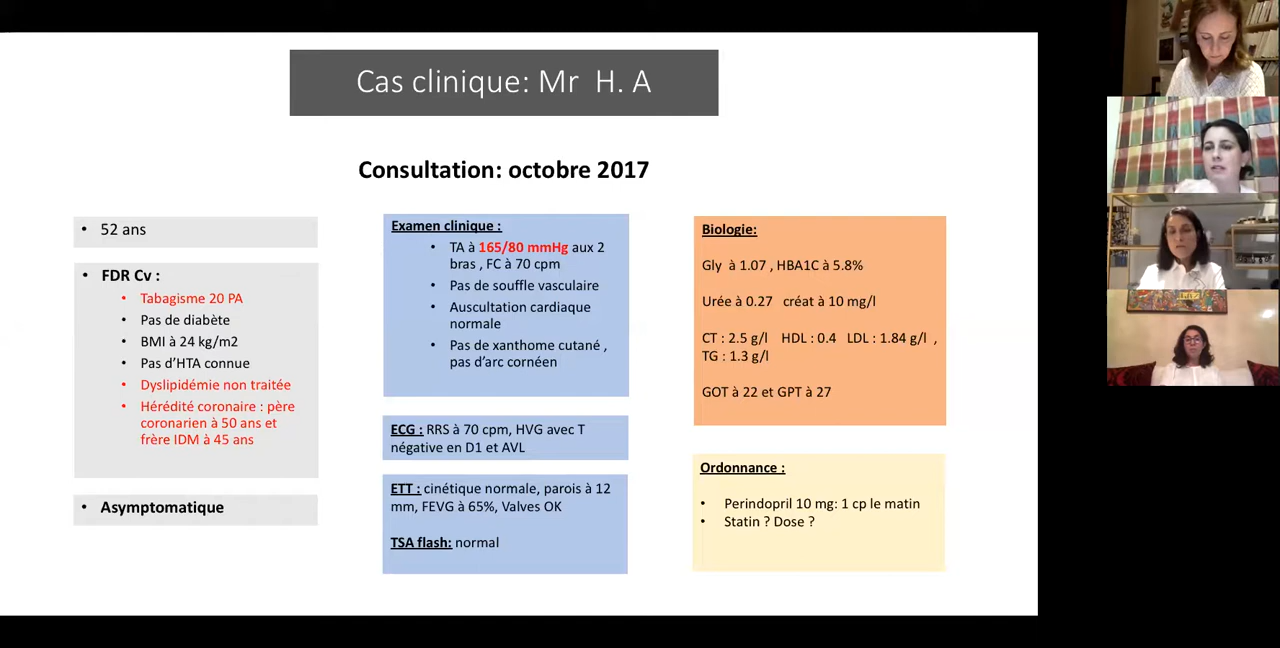 Cas clinique: Mr H. A
Consultation: octobre 2017
• 52 ans
• FDR Cv :
• Tabagisme 20 PA
• Pas de diabète
• BMI à 24 kg/m2
• Pas d'HTA connue
• Dyslipidémie non traitée
• Hérédité coronaire : père
coronarien à 50 ans et
frère IDM à 45 ans
• Asymptomatique
Examen clinique :
• TA à 165/80 mmHg aux 2
bras , FC à 70 cpm
• Pas de souffle vasculaire
• Auscultation cardiaque
normale
• Pas de xanthome cutané ,
pas d'arc cornéen
ECG : RRS à 70 cpm, HVG avec T
négative en D1 et AVL
ETT : cinétique normale, parois à 12
mm, FEVG à 65%, Valves OK
TSA flash: normal
Biologie:
Gly à 1.07 , HBA1C à 5.8%
Urée à 0.27 créat à 10 mg/l
CT : 2.5 g/l HDL : 0.4 LDL : 1.84 g/l ,
TG : 1.3 g/l
GOT à 22 et GPT à 27
Ordonnance :
• Perindopril 10 mg: 1 cp le matin
• Statin ? Dose ?